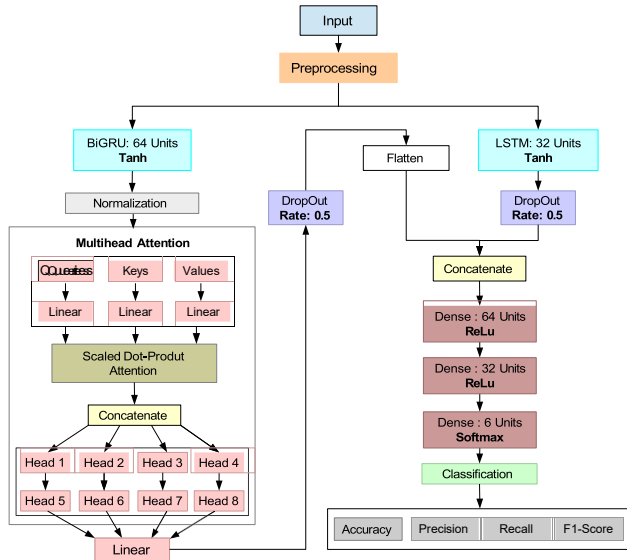 Input
Preprocessing
BiGRU: 64 Units
Tanh
Normalization
Multihead Attention
Queries
Keys
Values
Linear
Linear
Linear
Scaled Dot-Produt
Attention
Concatenate
Head 1
Head 2
Head 3
Head 4
Head 5
Head 6
Head 7
Head 8
Linear
DropOut
Rate: 0.5
Flatten
LSTM: 32 Units
Tanh
DropOut
Rate: 0.5
Concatenate
Dense : 64 Units
ReLu
Dense : 32 Units
ReLu
Dense : 6 Units
Softmax
Classification
Accuracy
Precision
Recall
F1-Score